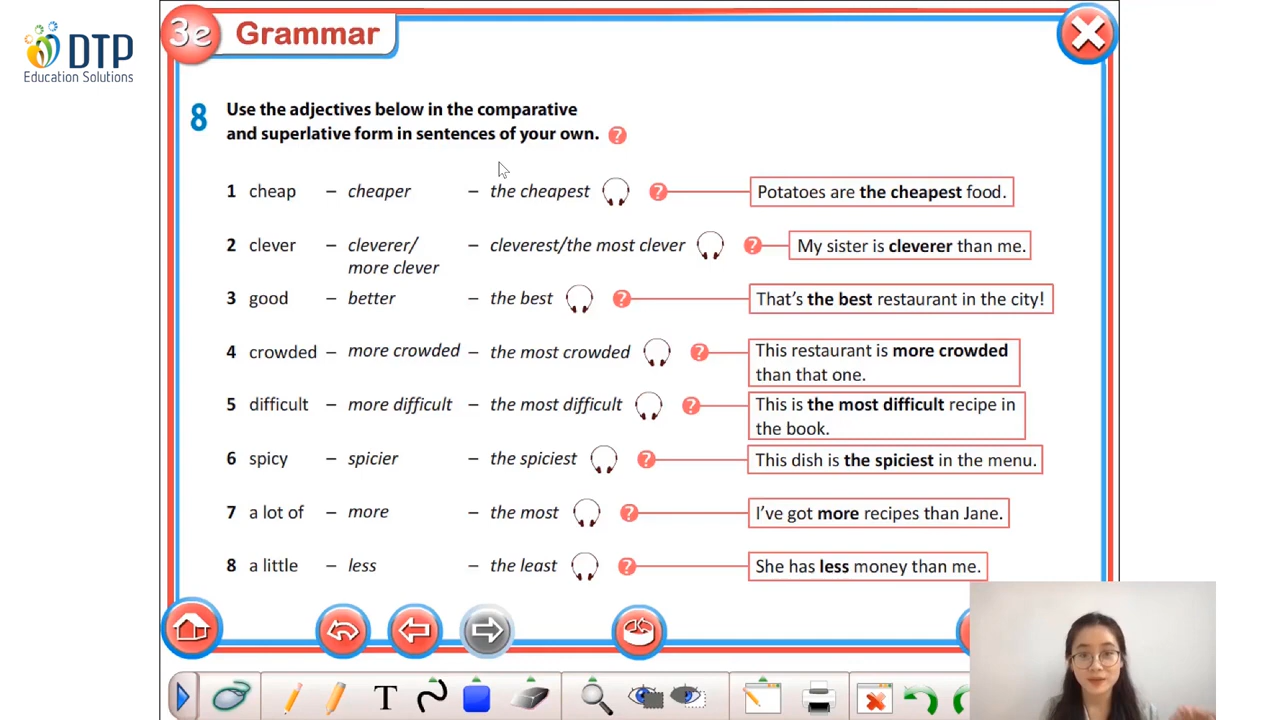 DTP
Education Solutions
3e Grammar
8 Use the adjectives below in the comparative
and superlative form in sentences of your own. ?
1 cheap – cheaper – the cheapest ? Potatoes are the cheapest food.
2 clever – cleverer/ – cleverest/the most clever ? My sister is cleverer than me.
more clever
3 good – better – the best ? That's the best restaurant in the city!
4 crowded – more crowded – the most crowded ? This restaurant is more crowded
than that one.
5 difficult – more difficult – the most difficult ? This is the most difficult recipe in
the book.
6 spicy – spicier – the spiciest ? This dish is the spiciest in the menu.
7 a lot of – more – the most ? I've got more recipes than Jane.
8 a little – less – the least ? She has less money than me.
T